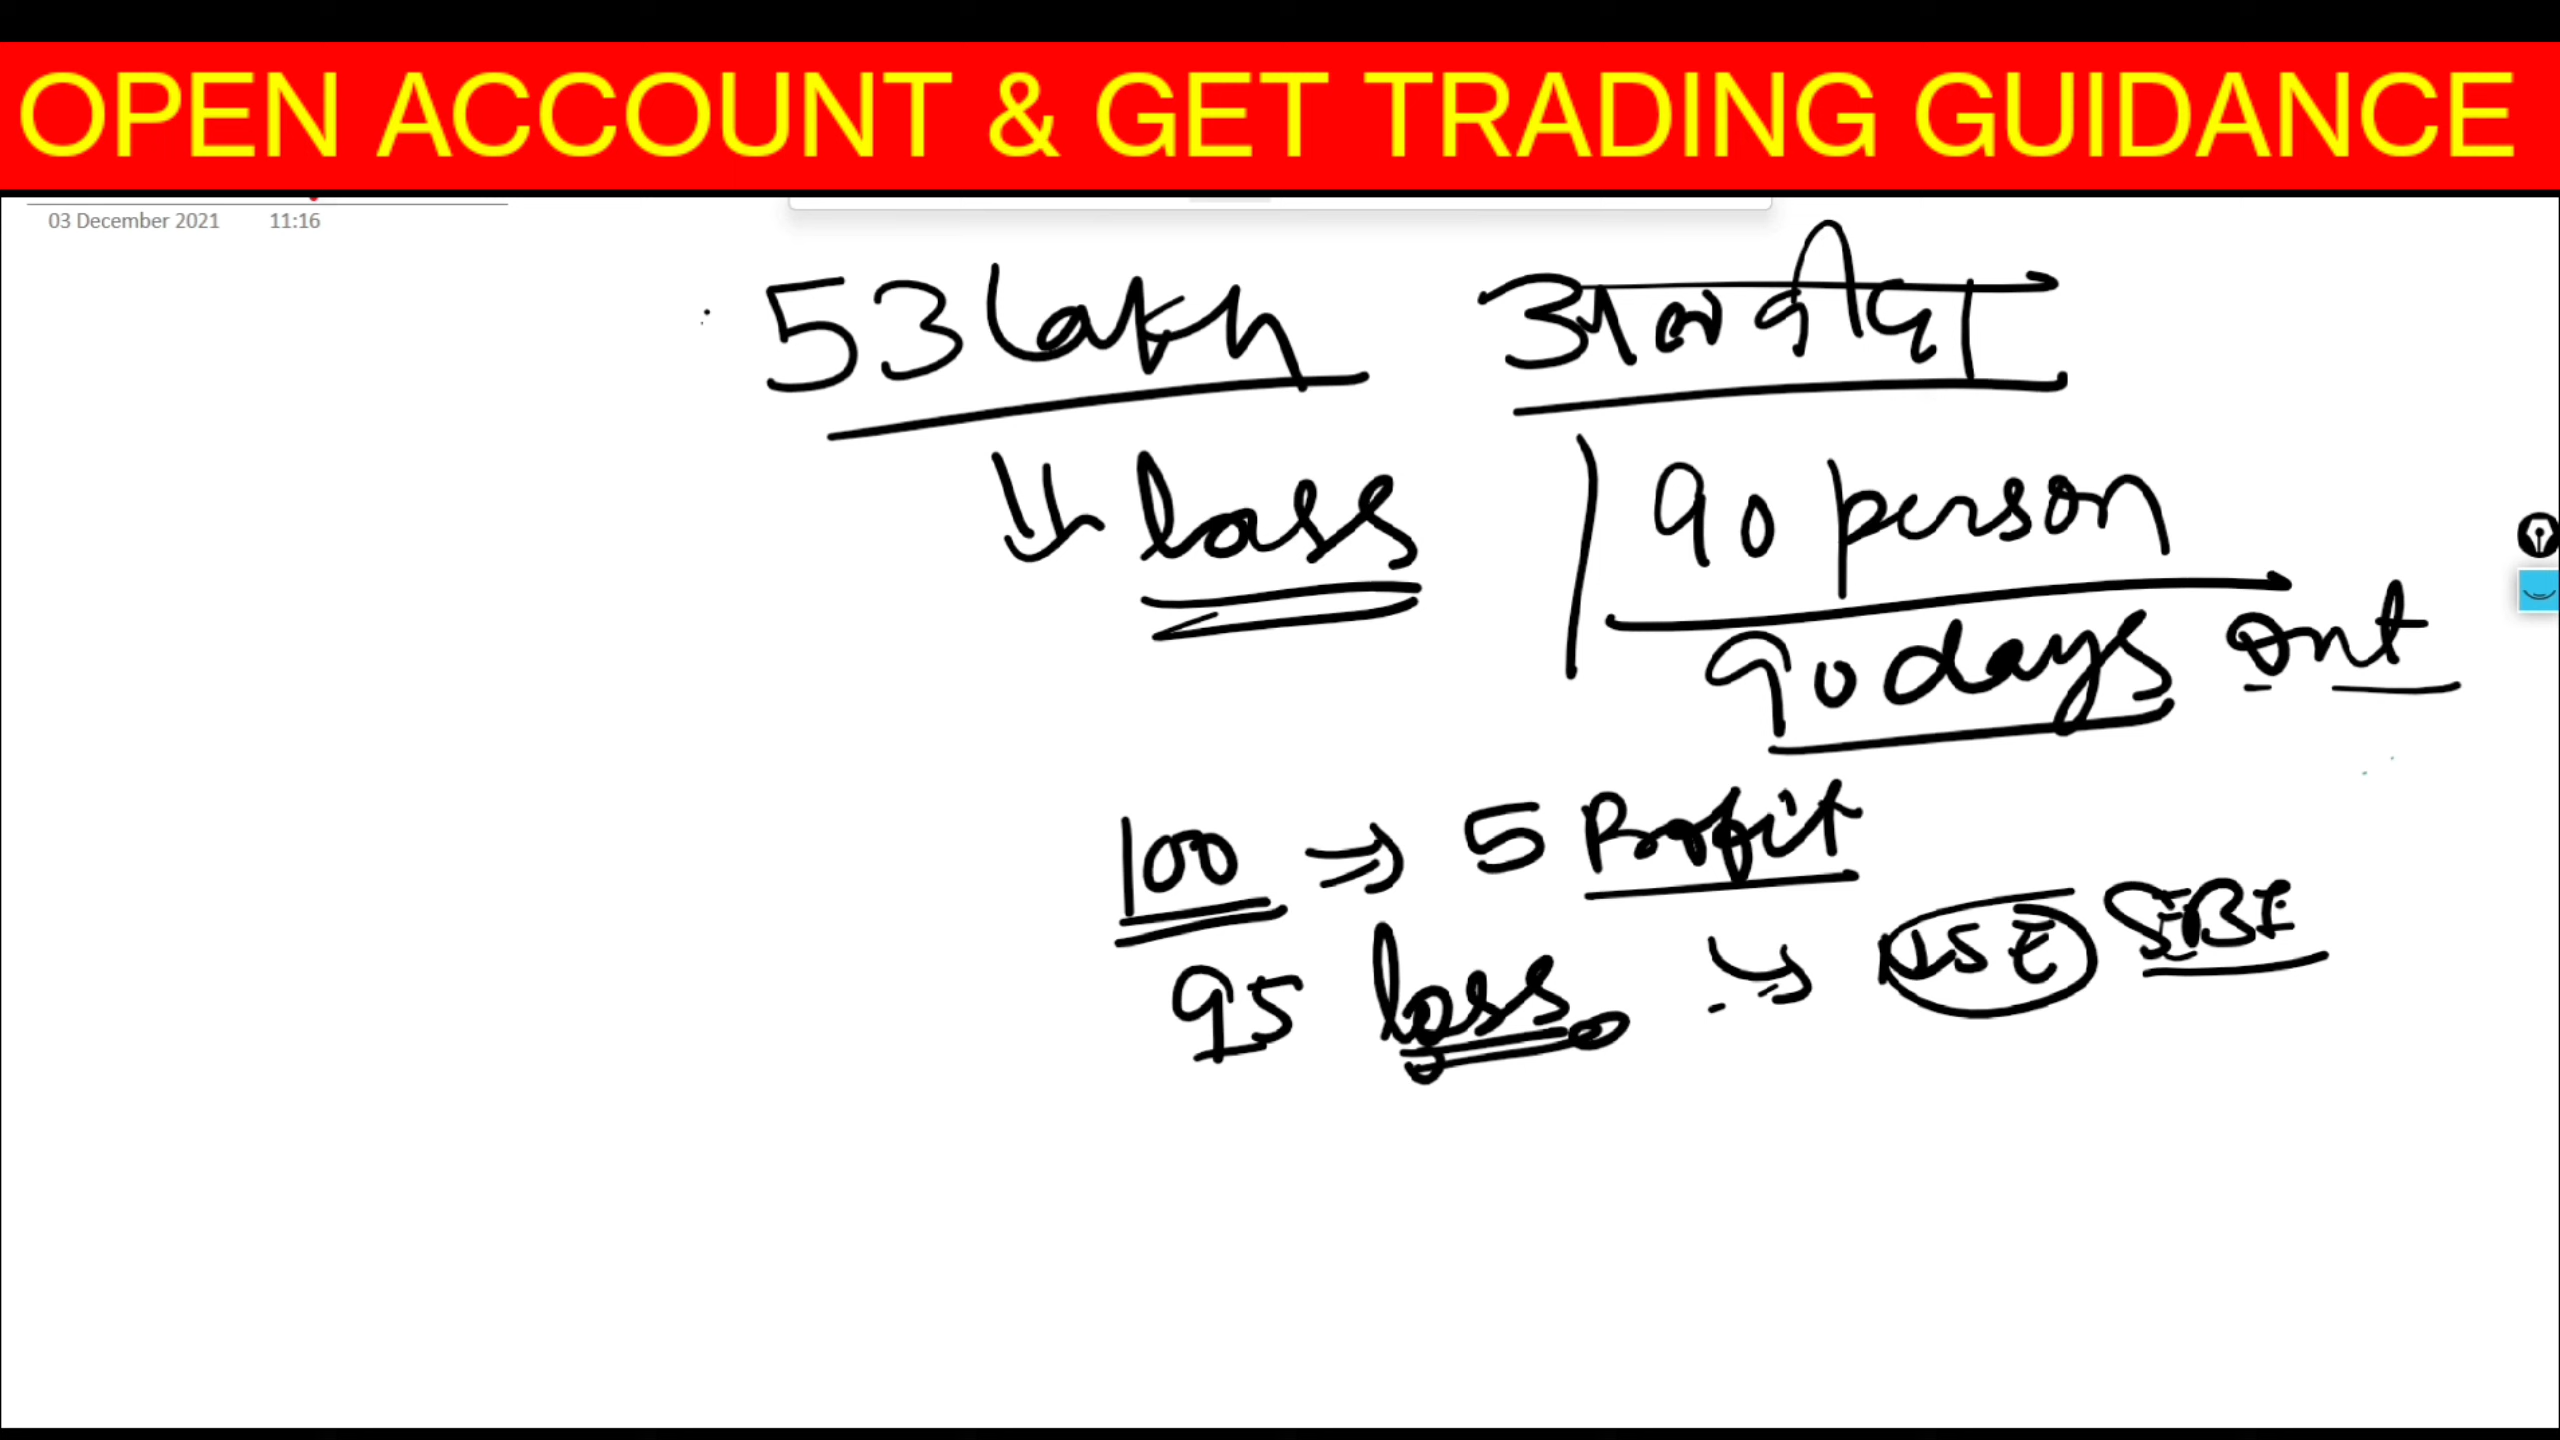 OPEN ACCOUNT & GET TRADING GUIDANCE
03 December 2021 11:16
53 Lakh
loss
90 person
90 days out
100 ⇒ 5 Profit
95 loss → NSE SEBI